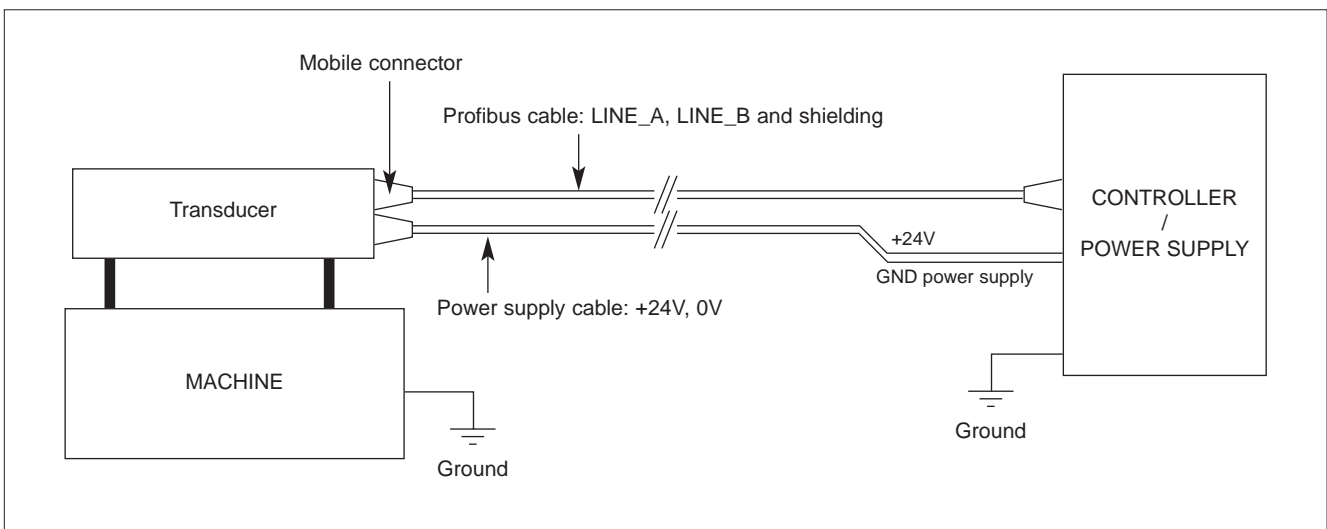 Mobile connector
Profibus cable: LINE_A, LINE_B and shielding
Transducer
CONTROLLER
/
POWER SUPPLY
+24V
GND power supply
Power supply cable: +24V, 0V
MACHINE
Ground
Ground